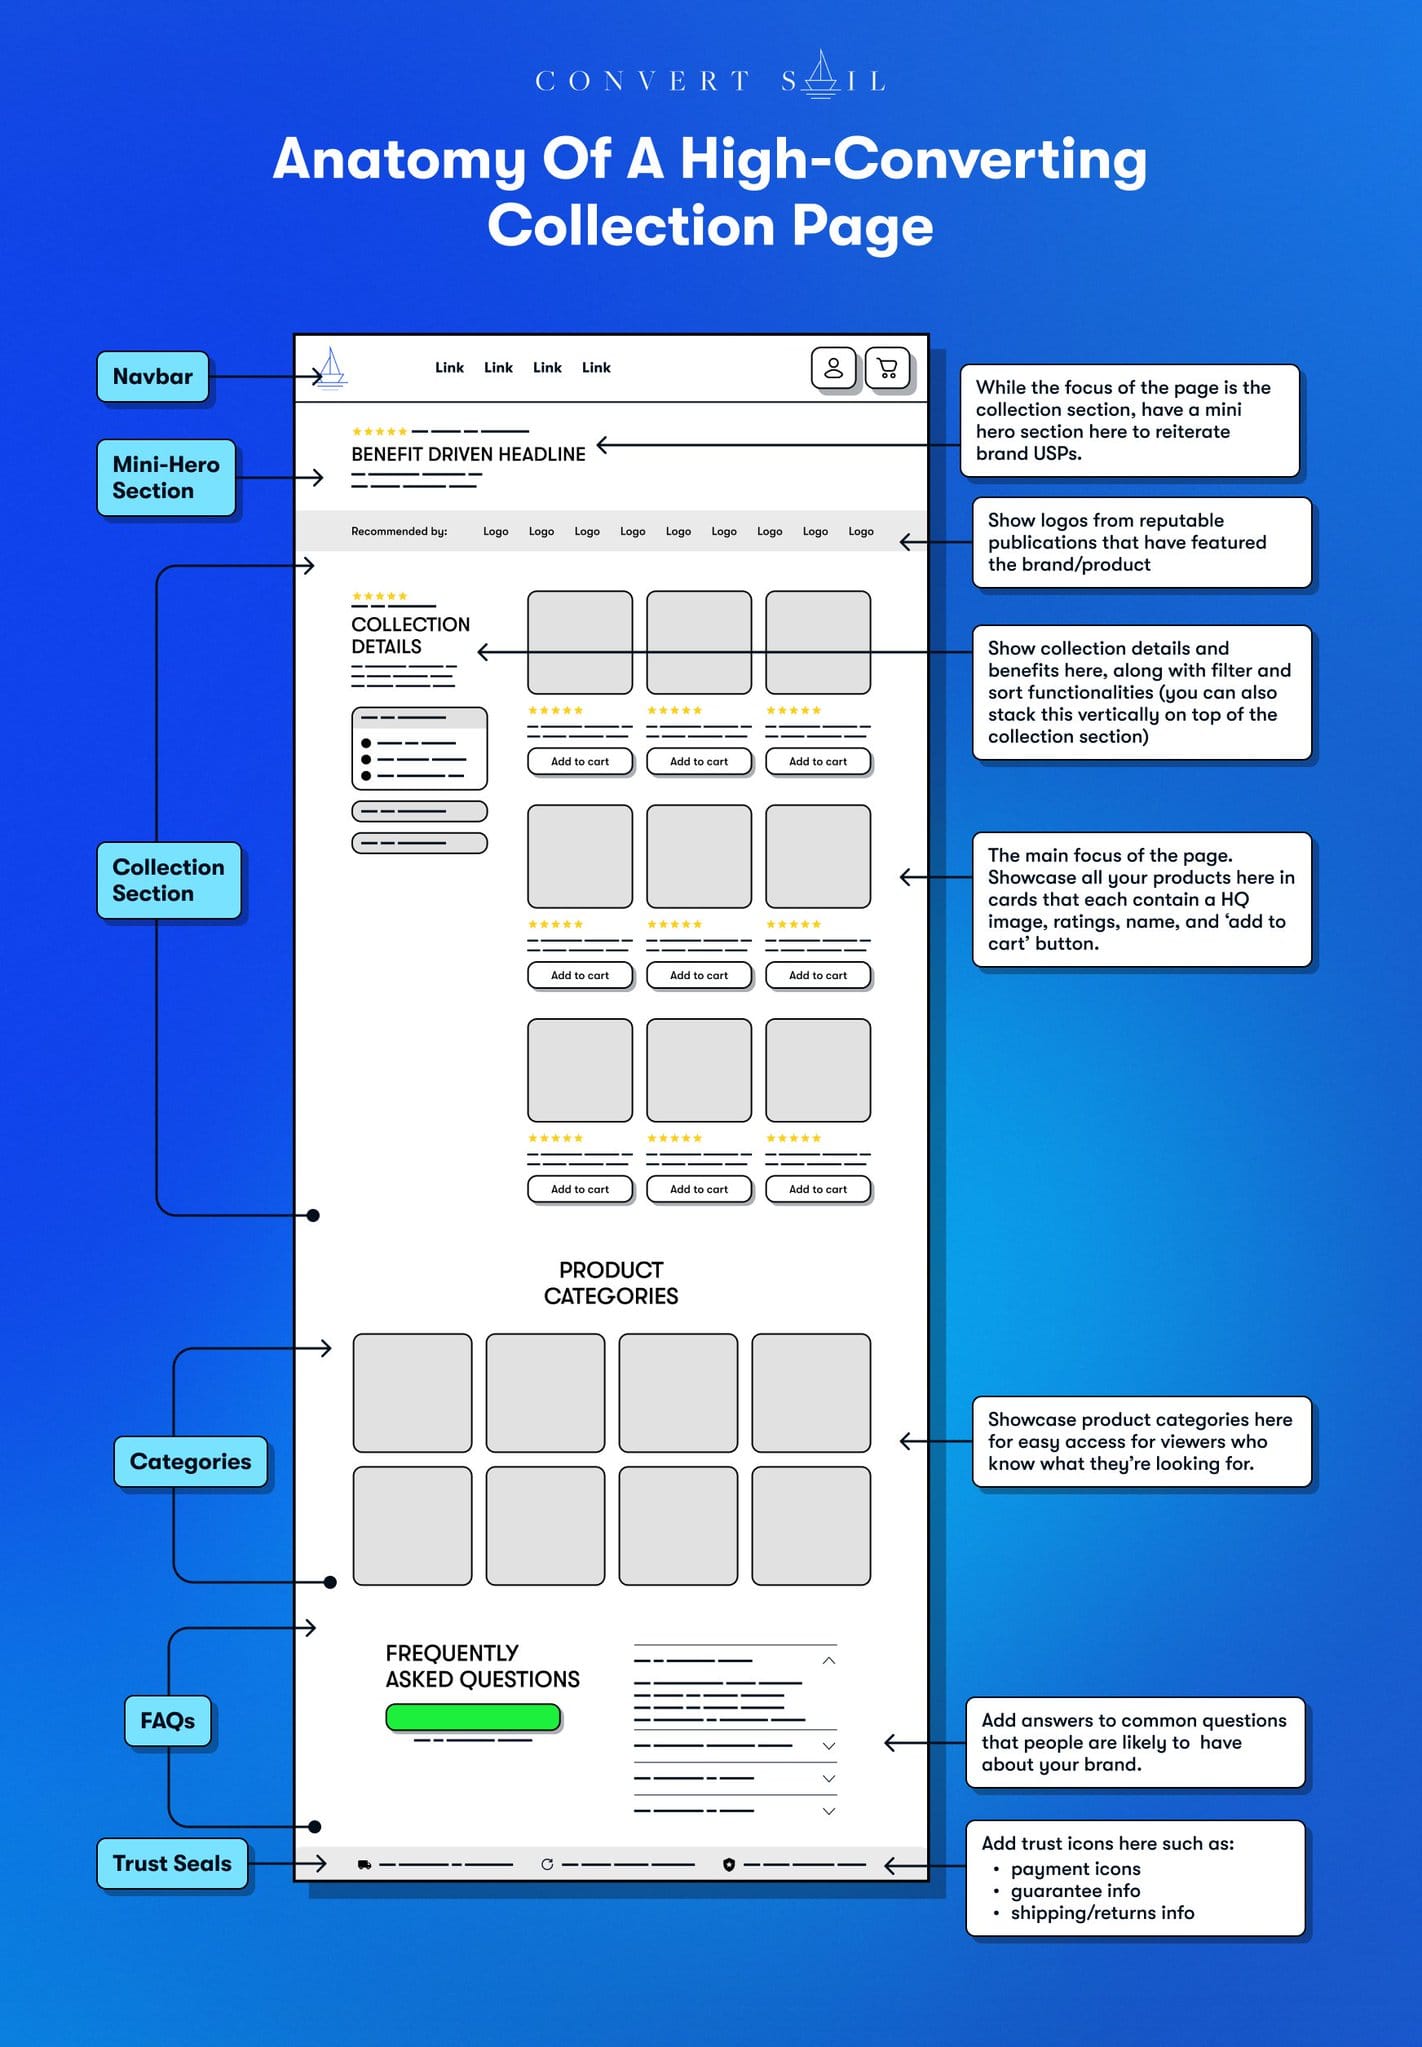 CONVERT SAIL
Anatomy Of A High-Converting
Collection Page
Navbar
Link Link Link Link
While the focus of the page is the
collection section, have a mini
hero section here to reiterate
brand USPs.
Mini-Hero
Section
BENEFIT DRIVEN HEADLINE
Recommended by: Logo Logo Logo Logo Logo Logo Logo Logo Logo
Show logos from reputable
publications that have featured
the brand/product
COLLECTION
DETAILS
Show collection details and
benefits here, along with filter and
sort functionalities (you can also
stack this vertically on top of the
collection section)
Add to cart Add to cart Add to cart
Collection
Section
The main focus of the page.
Showcase all your products here in
cards that each contain a HQ
image, ratings, name, and ‘add to
cart’ button.
Add to cart Add to cart Add to cart
Add to cart Add to cart Add to cart
PRODUCT
CATEGORIES
Categories
Showcase product categories here
for easy access for viewers who
know what they’re looking for.
FREQUENTLY
ASKED QUESTIONS
FAQs
Add answers to common questions
that people are likely to have
about your brand.
Trust Seals
Add trust icons here such as:
• payment icons
• guarantee info
• shipping/returns info